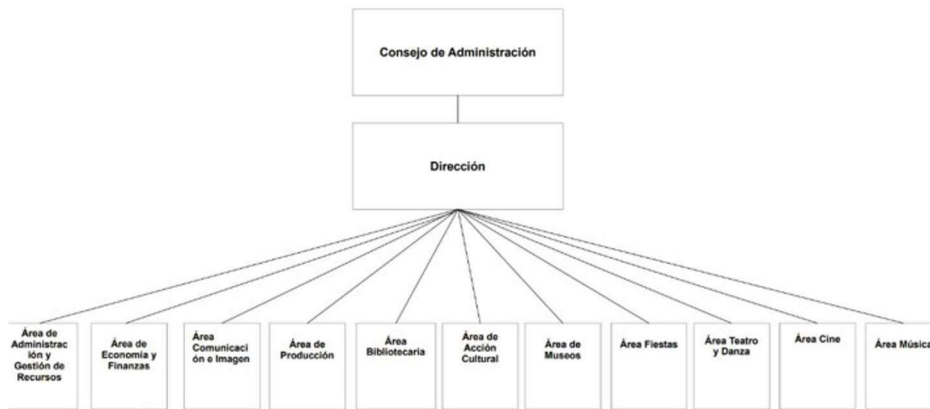 Consejo de Administración
Dirección
Área de
Administrac
ión y
Gestión de
Recursos
Área de
Economía y
Finanzas
Área
Comunicaci
ón e Imagen
Área de
Producción
Área
Bibliotecaria
Área de
Acción
Cultural
Área de
Museos
Área Fiestas
Área Teatro
y Danza
Área Cine
Área Música